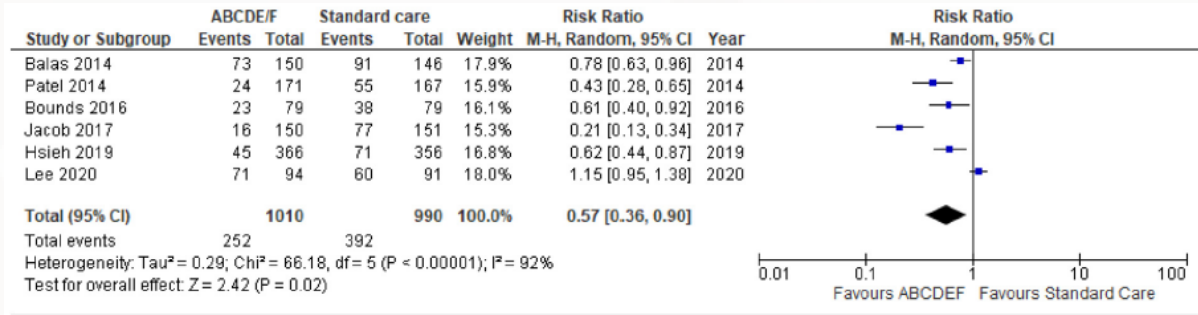 ABCDE/F Standard care Risk Ratio Risk Ratio
Study or Subgroup Events Total Events Total Weight M-H, Random, 95% CI Year M-H, Random, 95% CI
Balas 2014 73 150 91 146 17.9% 0.78 [0.63, 0.96] 2014
Patel 2014 24 171 55 167 15.9% 0.43 [0.28, 0.65] 2014
Bounds 2016 23 79 38 79 16.1% 0.61 [0.40, 0.92] 2016
Jacob 2017 16 150 77 151 15.3% 0.21 [0.13, 0.34] 2017
Hsieh 2019 45 366 71 356 16.8% 0.62 [0.44, 0.87] 2019
Lee 2020 71 94 60 91 18.0% 1.15 [0.95, 1.38] 2020
Total (95% CI) 1010 990 100.0% 0.57 [0.36, 0.90]
Total events 252 392
Heterogeneity: Tau² = 0.29; Chi² = 66.18, df = 5 (P < 0.00001); I² = 92%
Test for overall effect: Z = 2.42 (P = 0.02)
0.01 0.1 1 10 100
Favours ABCDEF Favours Standard Care